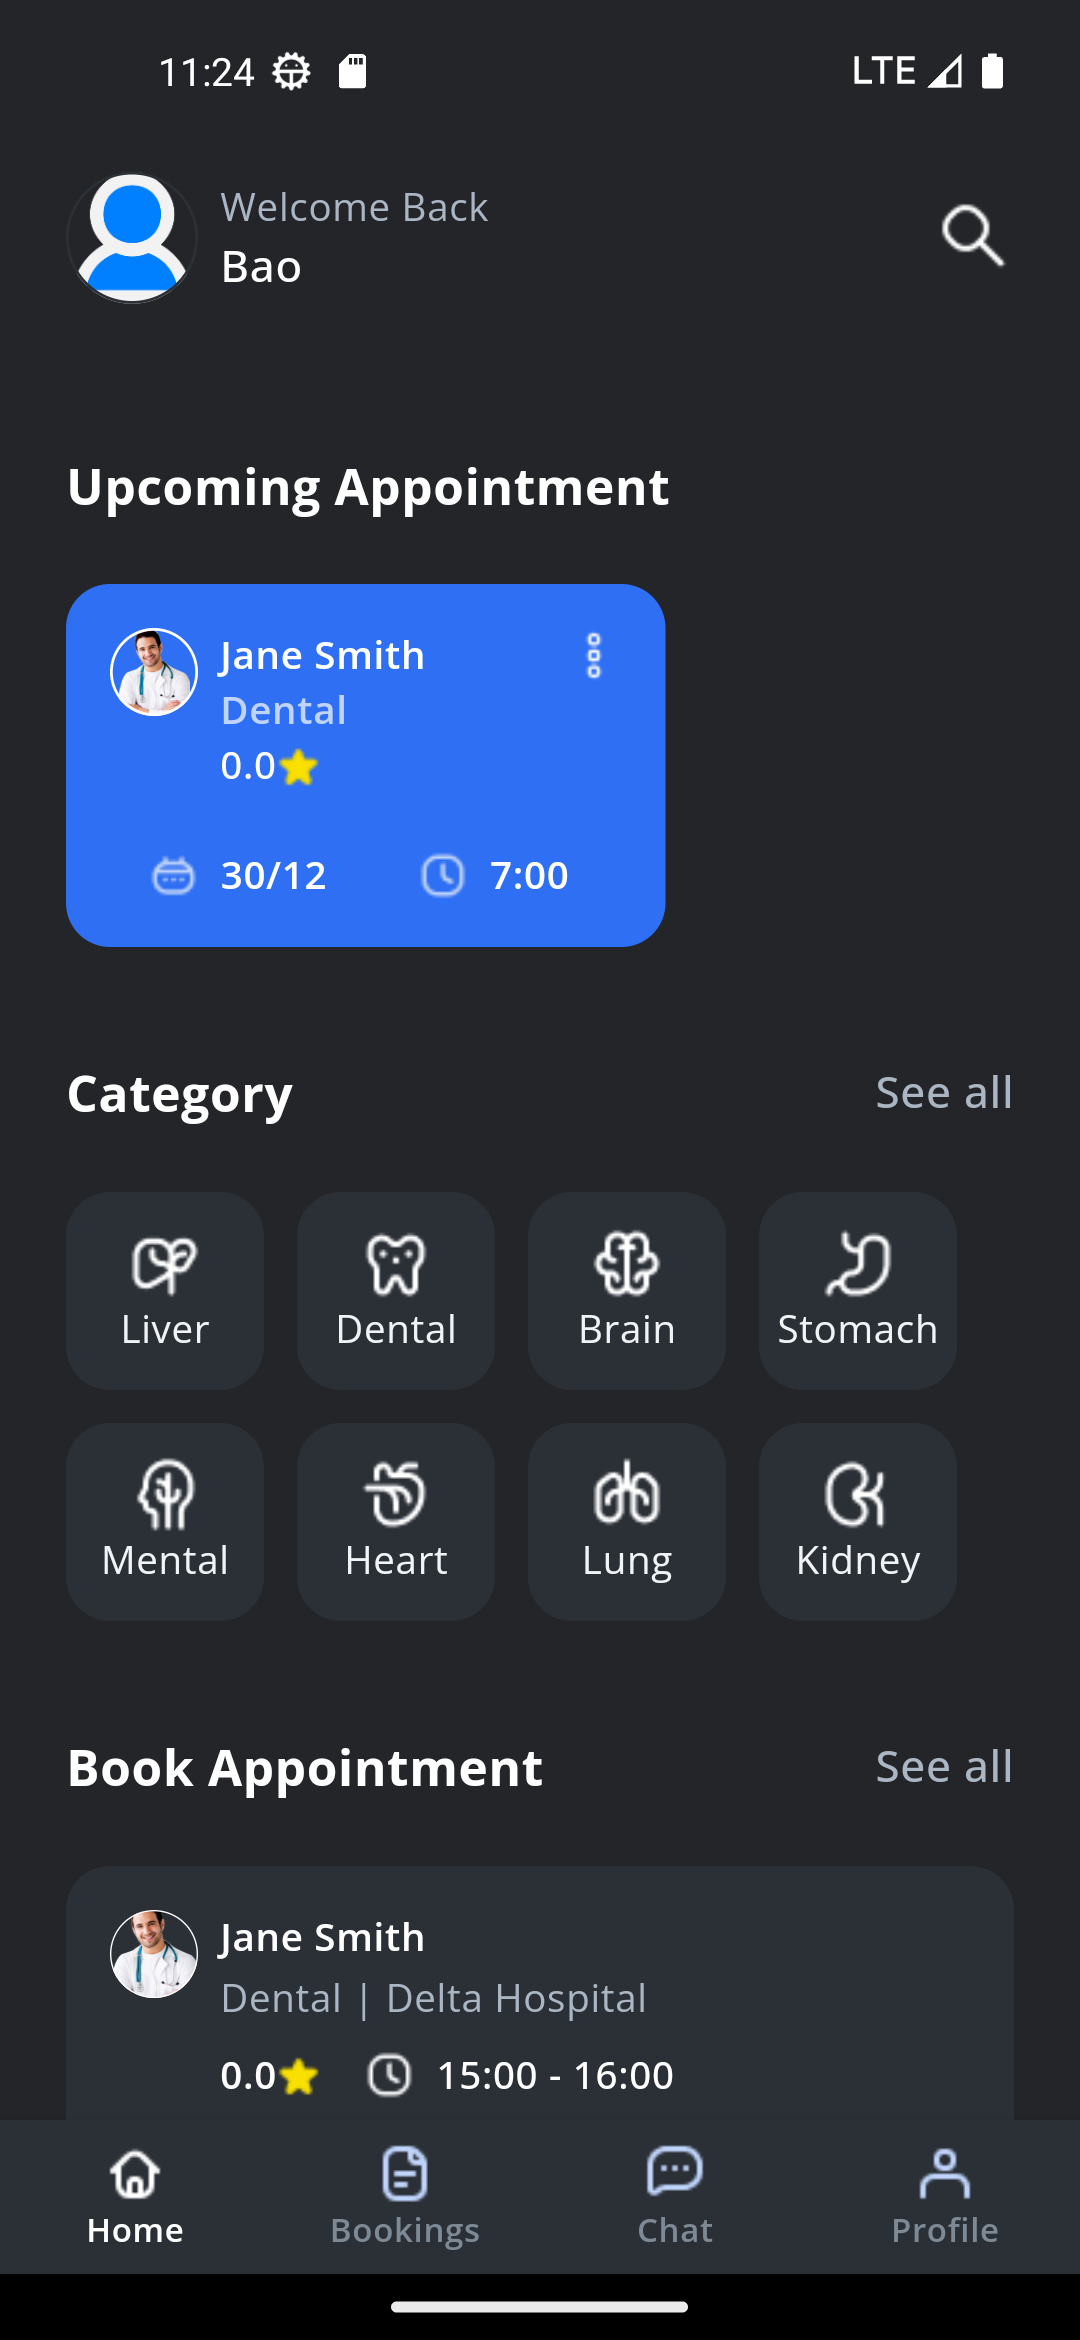 11:24
LTE
Welcome Back
Bao
Upcoming Appointment
Jane Smith
Dental
0.0
30/12
7:00
Category
See all
Liver
Dental
Brain
Stomach
Mental
Heart
Lung
Kidney
Book Appointment
See all
Jane Smith
Dental | Delta Hospital
0.0
15:00 - 16:00
Home
Bookings
Chat
Profile